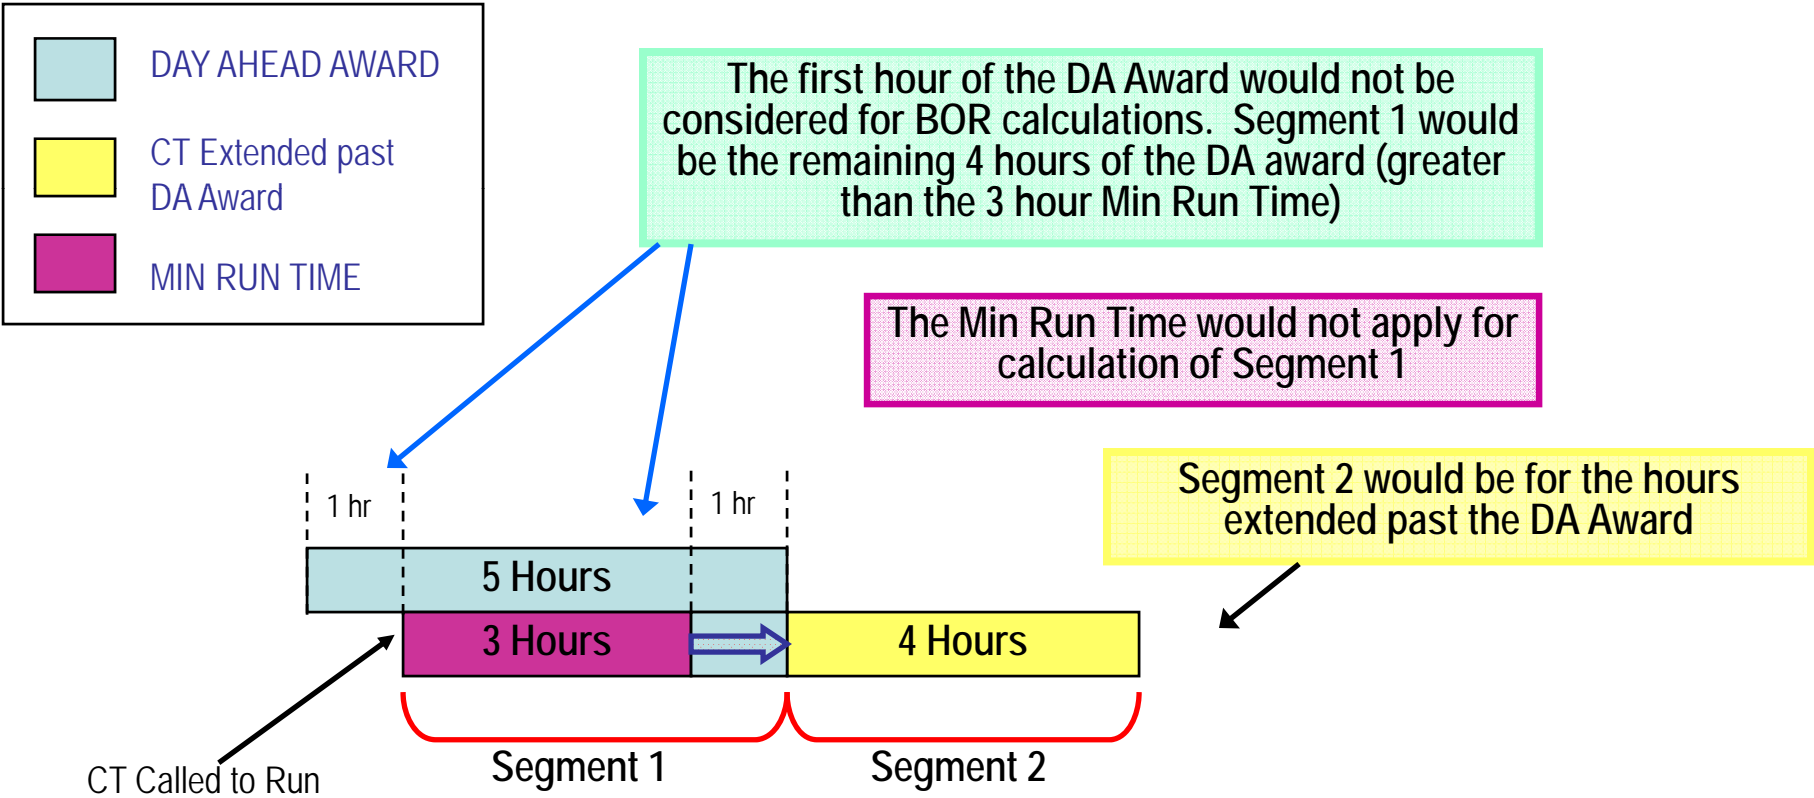 DAY AHEAD AWARD
CT Extended past
DA Award
MIN RUN TIME
The first hour of the DA Award would not be
considered for BOR calculations.  Segment 1 would
be the remaining 4 hours of the DA award (greater
than the 3 hour Min Run Time)
The Min Run Time would not apply for
calculation of Segment 1
Segment 2 would be for the hours
extended past the DA Award
1 hr
1 hr
5 Hours
3 Hours
4 Hours
Segment 1
Segment 2
CT Called to Run